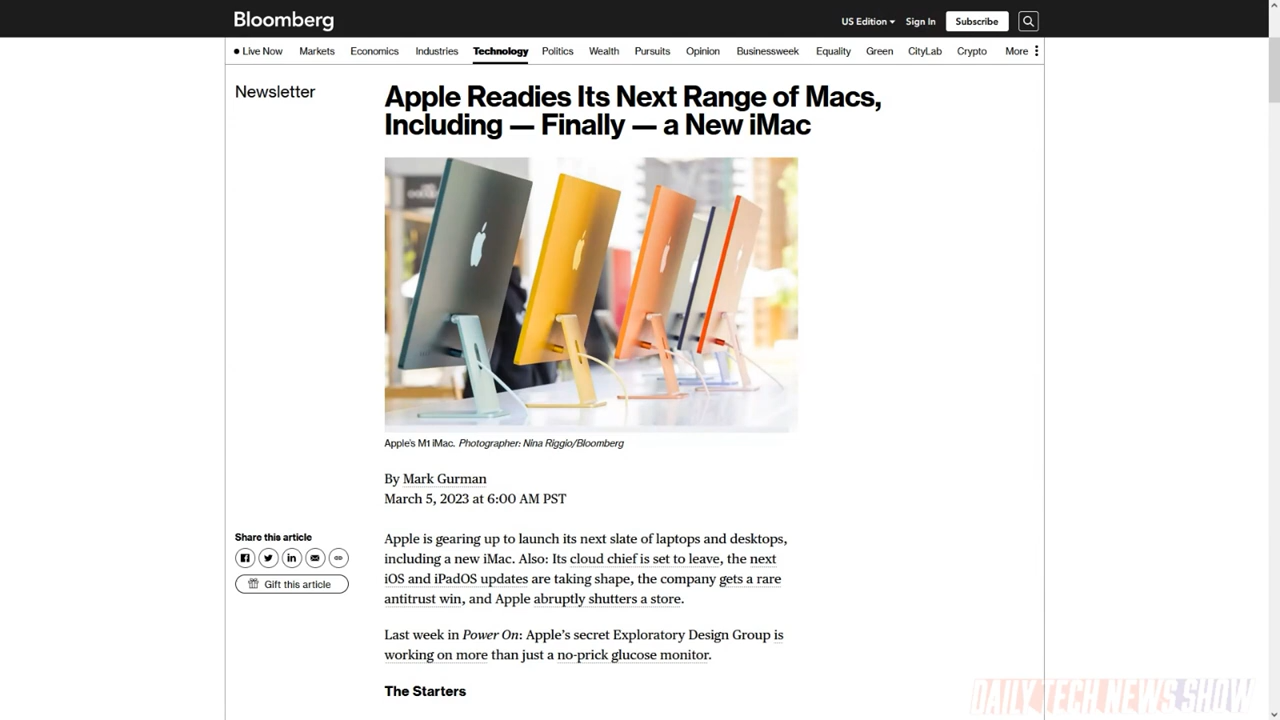 Bloomberg
US Edition
Sign In
Subscribe
Live Now Markets Economics Industries Technology Politics Wealth Pursuits Opinion Businessweek Equality Green CityLab Crypto More
Newsletter
Apple Readies Its Next Range of Macs,
Including — Finally — a New iMac
Apple's M1 iMac. Photographer: Nina Riggio/Bloomberg
By Mark Gurman
March 5, 2023 at 6:00 AM PST
Share this article
Gift this article
Apple is gearing up to launch its next slate of laptops and desktops,
including a new iMac. Also: Its cloud chief is set to leave, the next
iOS and iPadOS updates are taking shape, the company gets a rare
antitrust win, and Apple abruptly shutters a store.
Last week in Power On: Apple's secret Exploratory Design Group is
working on more than just a no-prick glucose monitor.
The Starters
DAILY TECH NEWS SHOW